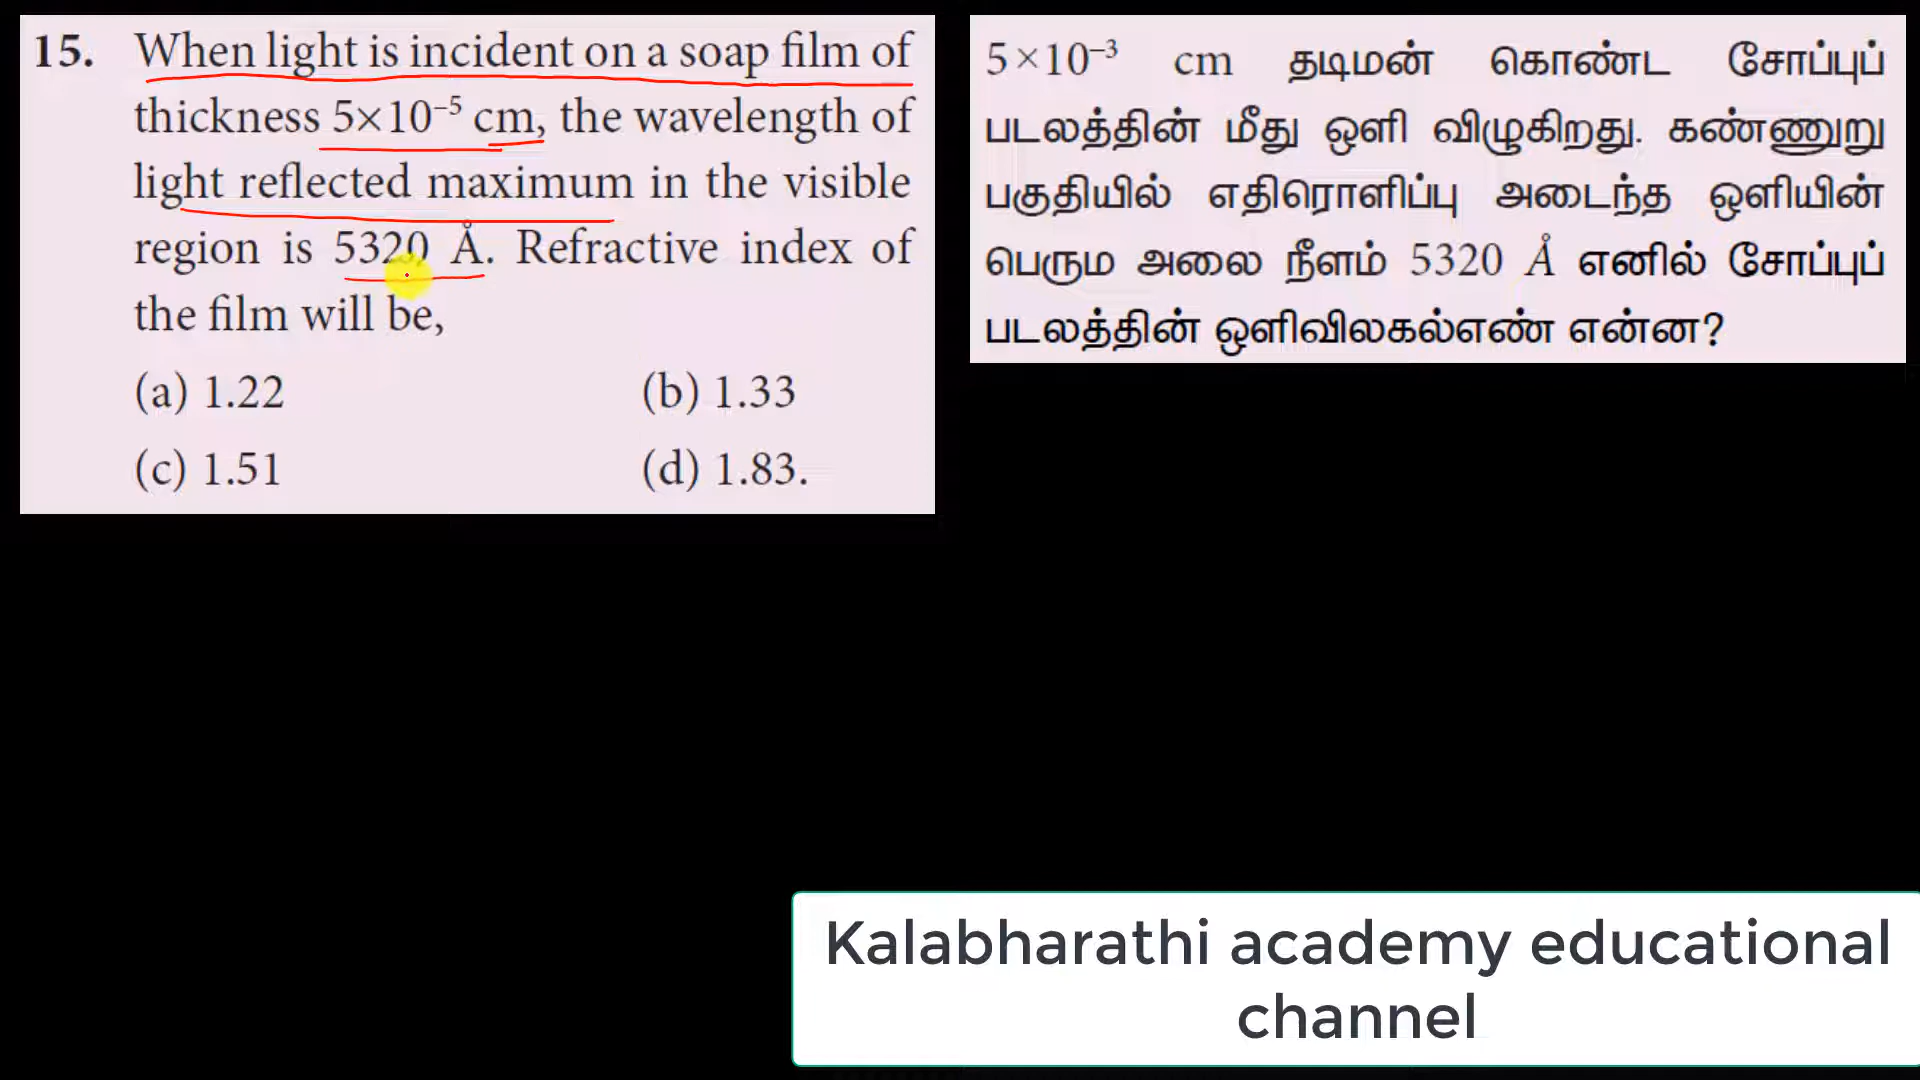 15. When light is incident on a soap film of
thickness 5×10⁻⁵ cm, the wavelength of
light reflected maximum in the visible
region is 5320 Å. Refractive index of
the film will be,
(a) 1.22 (b) 1.33
(c) 1.51 (d) 1.83.
5×10⁻³ cm தடிமன் கொண்ட சோப்புப்
படலத்தின் மீது ஒளி விழுகிறது. கண்ணுறு
பகுதியில் எதிரொளிப்பு அடைந்த ஒளியின்
பெரும அலை நீளம் 5320 Å எனில் சோப்புப்
படலத்தின் ஒளிவிலகல்எண் என்ன?
Kalabharathi academy educational
channel